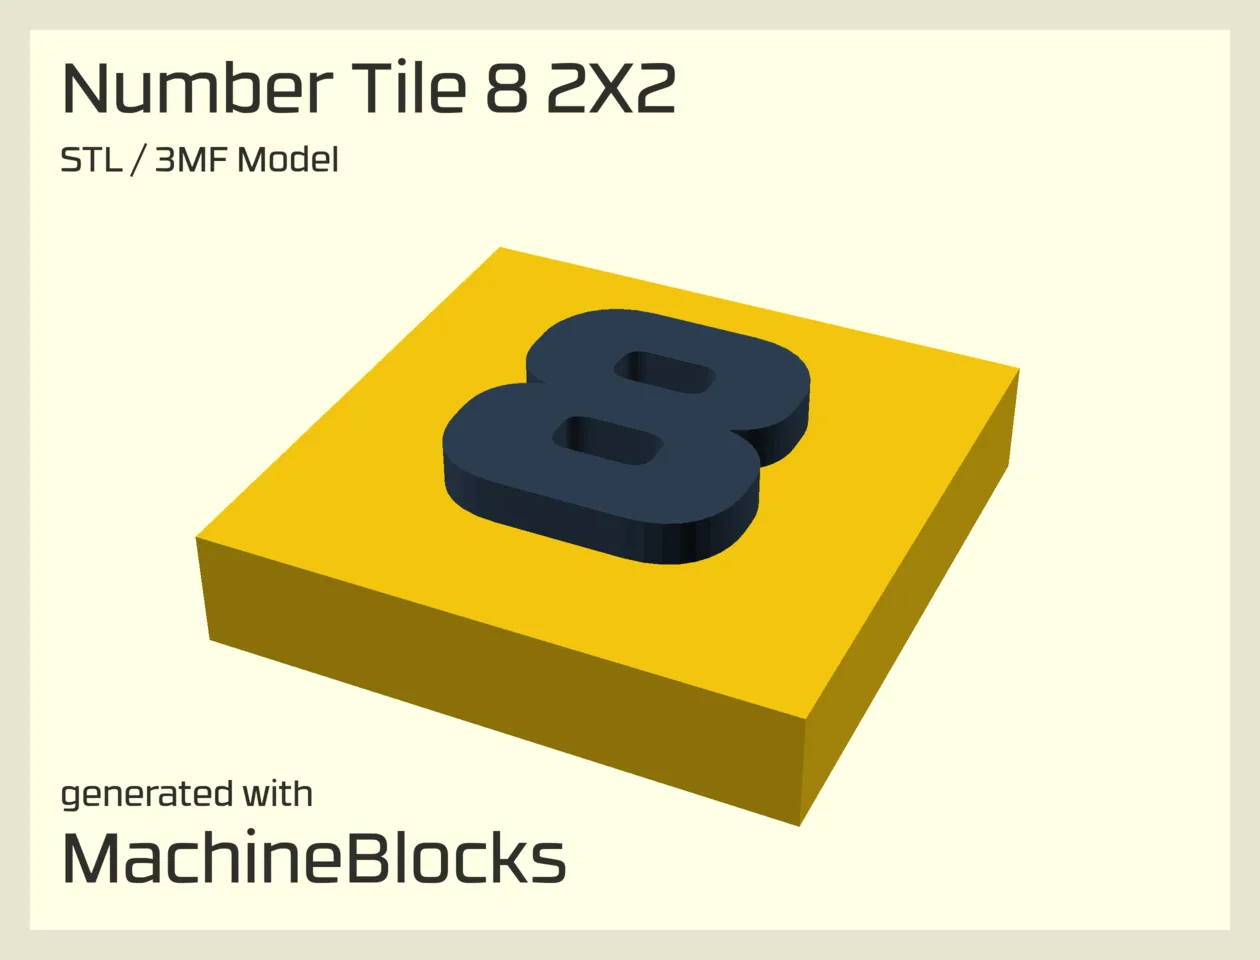 Number Tile 8 2X2
STL / 3MF Model
8
generated with
MachineBlocks